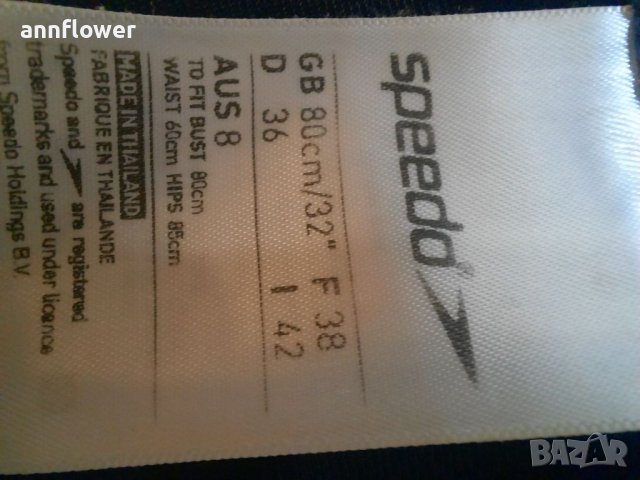 annflower
speedo
GB 80cm/32" F 38
D 36 I 42
AUS 8
TO FIT BUST 80cm
WAIST 60cm HIPS 85cm
MADE IN THAILAND
FABRIQUE EN THAILANDE
Speedo and are registered
trademarks and used under licence
from Speedo Holdings B.V.
BAZAR